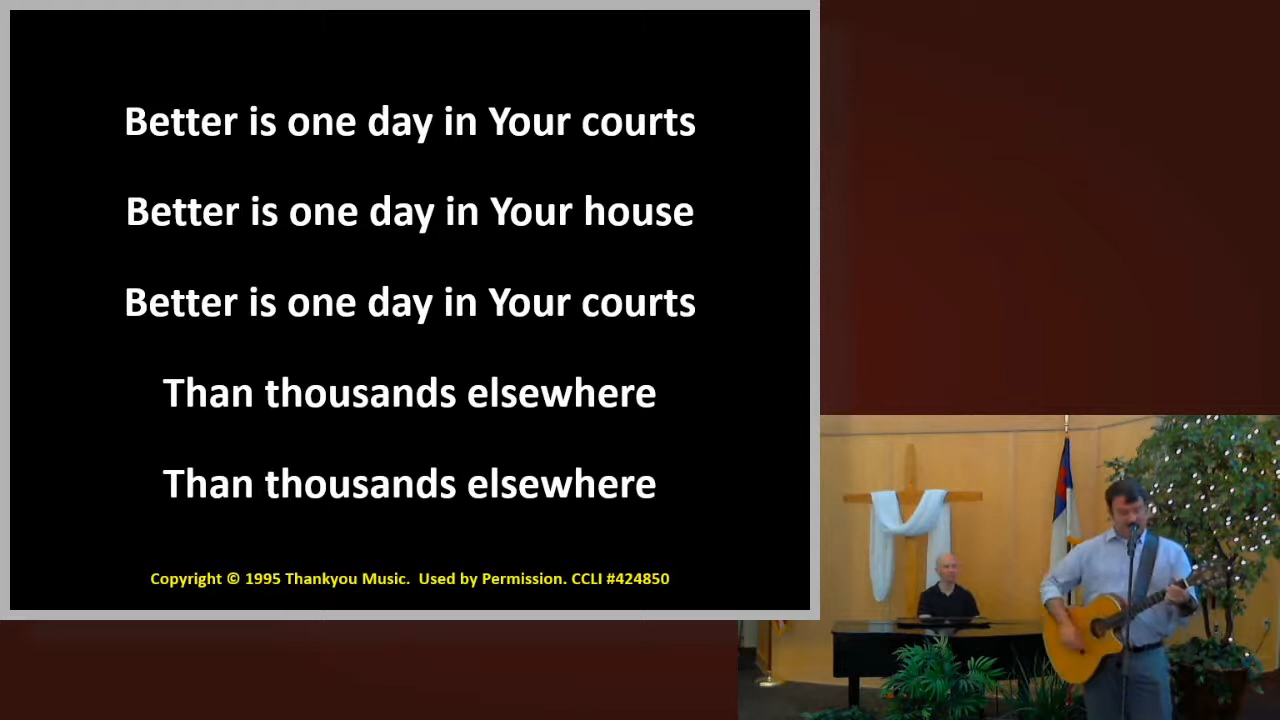 Better is one day in Your courts
Better is one day in Your house
Better is one day in Your courts
Than thousands elsewhere
Than thousands elsewhere
Copyright © 1995 Thankyou Music.  Used by Permission. CCLI #424850